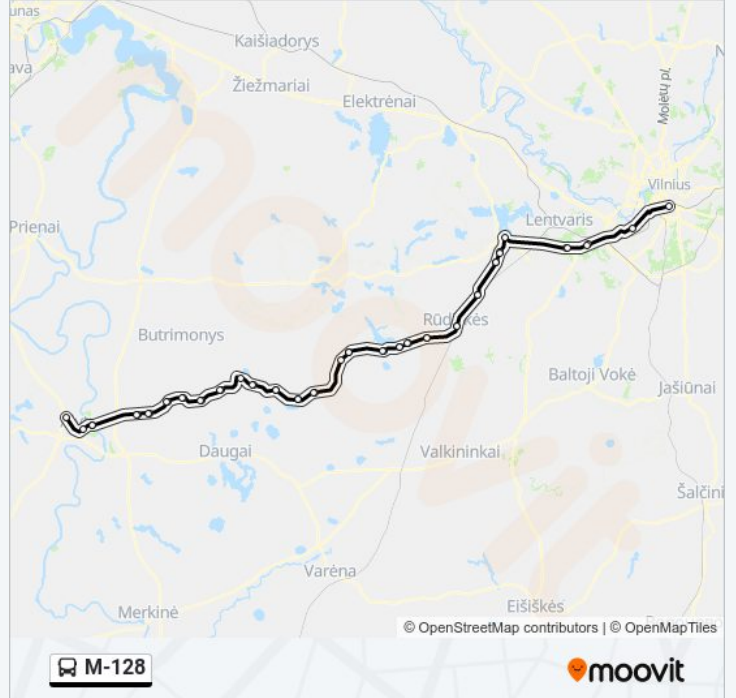 unas
Kaišiadorys
ava
Žiežmariai
Elektrėnai
Molėtų pl.
N
Vilnius
Lentvaris
Prienai
Butrimonys
Baltoji Vokė
Jašiūnai
Daugai
Valkininkai
Šalčini
Varėna
Merkinė
Eišiškės
© OpenStreetMap contributors | © OpenMapTiles
M-128
moovit